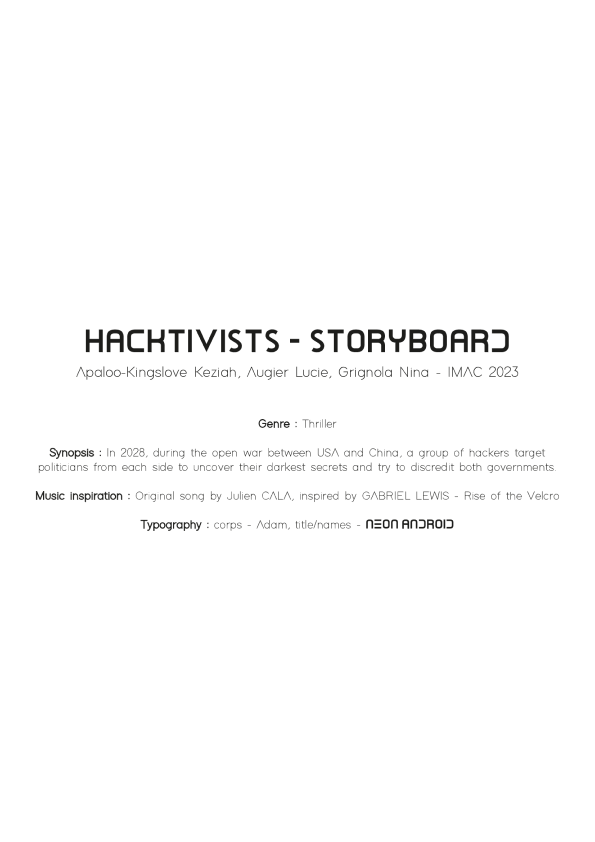 HACKTIVISTS - STORYBOARD
Apaloo-Kingslove Keziah, Augier Lucie, Grignola Nina - IMAC 2023
Genre : Thriller
Synopsis : In 2028, during the open war between USA and China, a group of hackers target
politicians from each side to uncover their darkest secrets and try to discredit both governments.
Music inspiration : Original song by Julien CALA, inspired by GABRIEL LEWIS - Rise of the Velcro
Typography : corps - Adam, title/names - NEON ANDROID